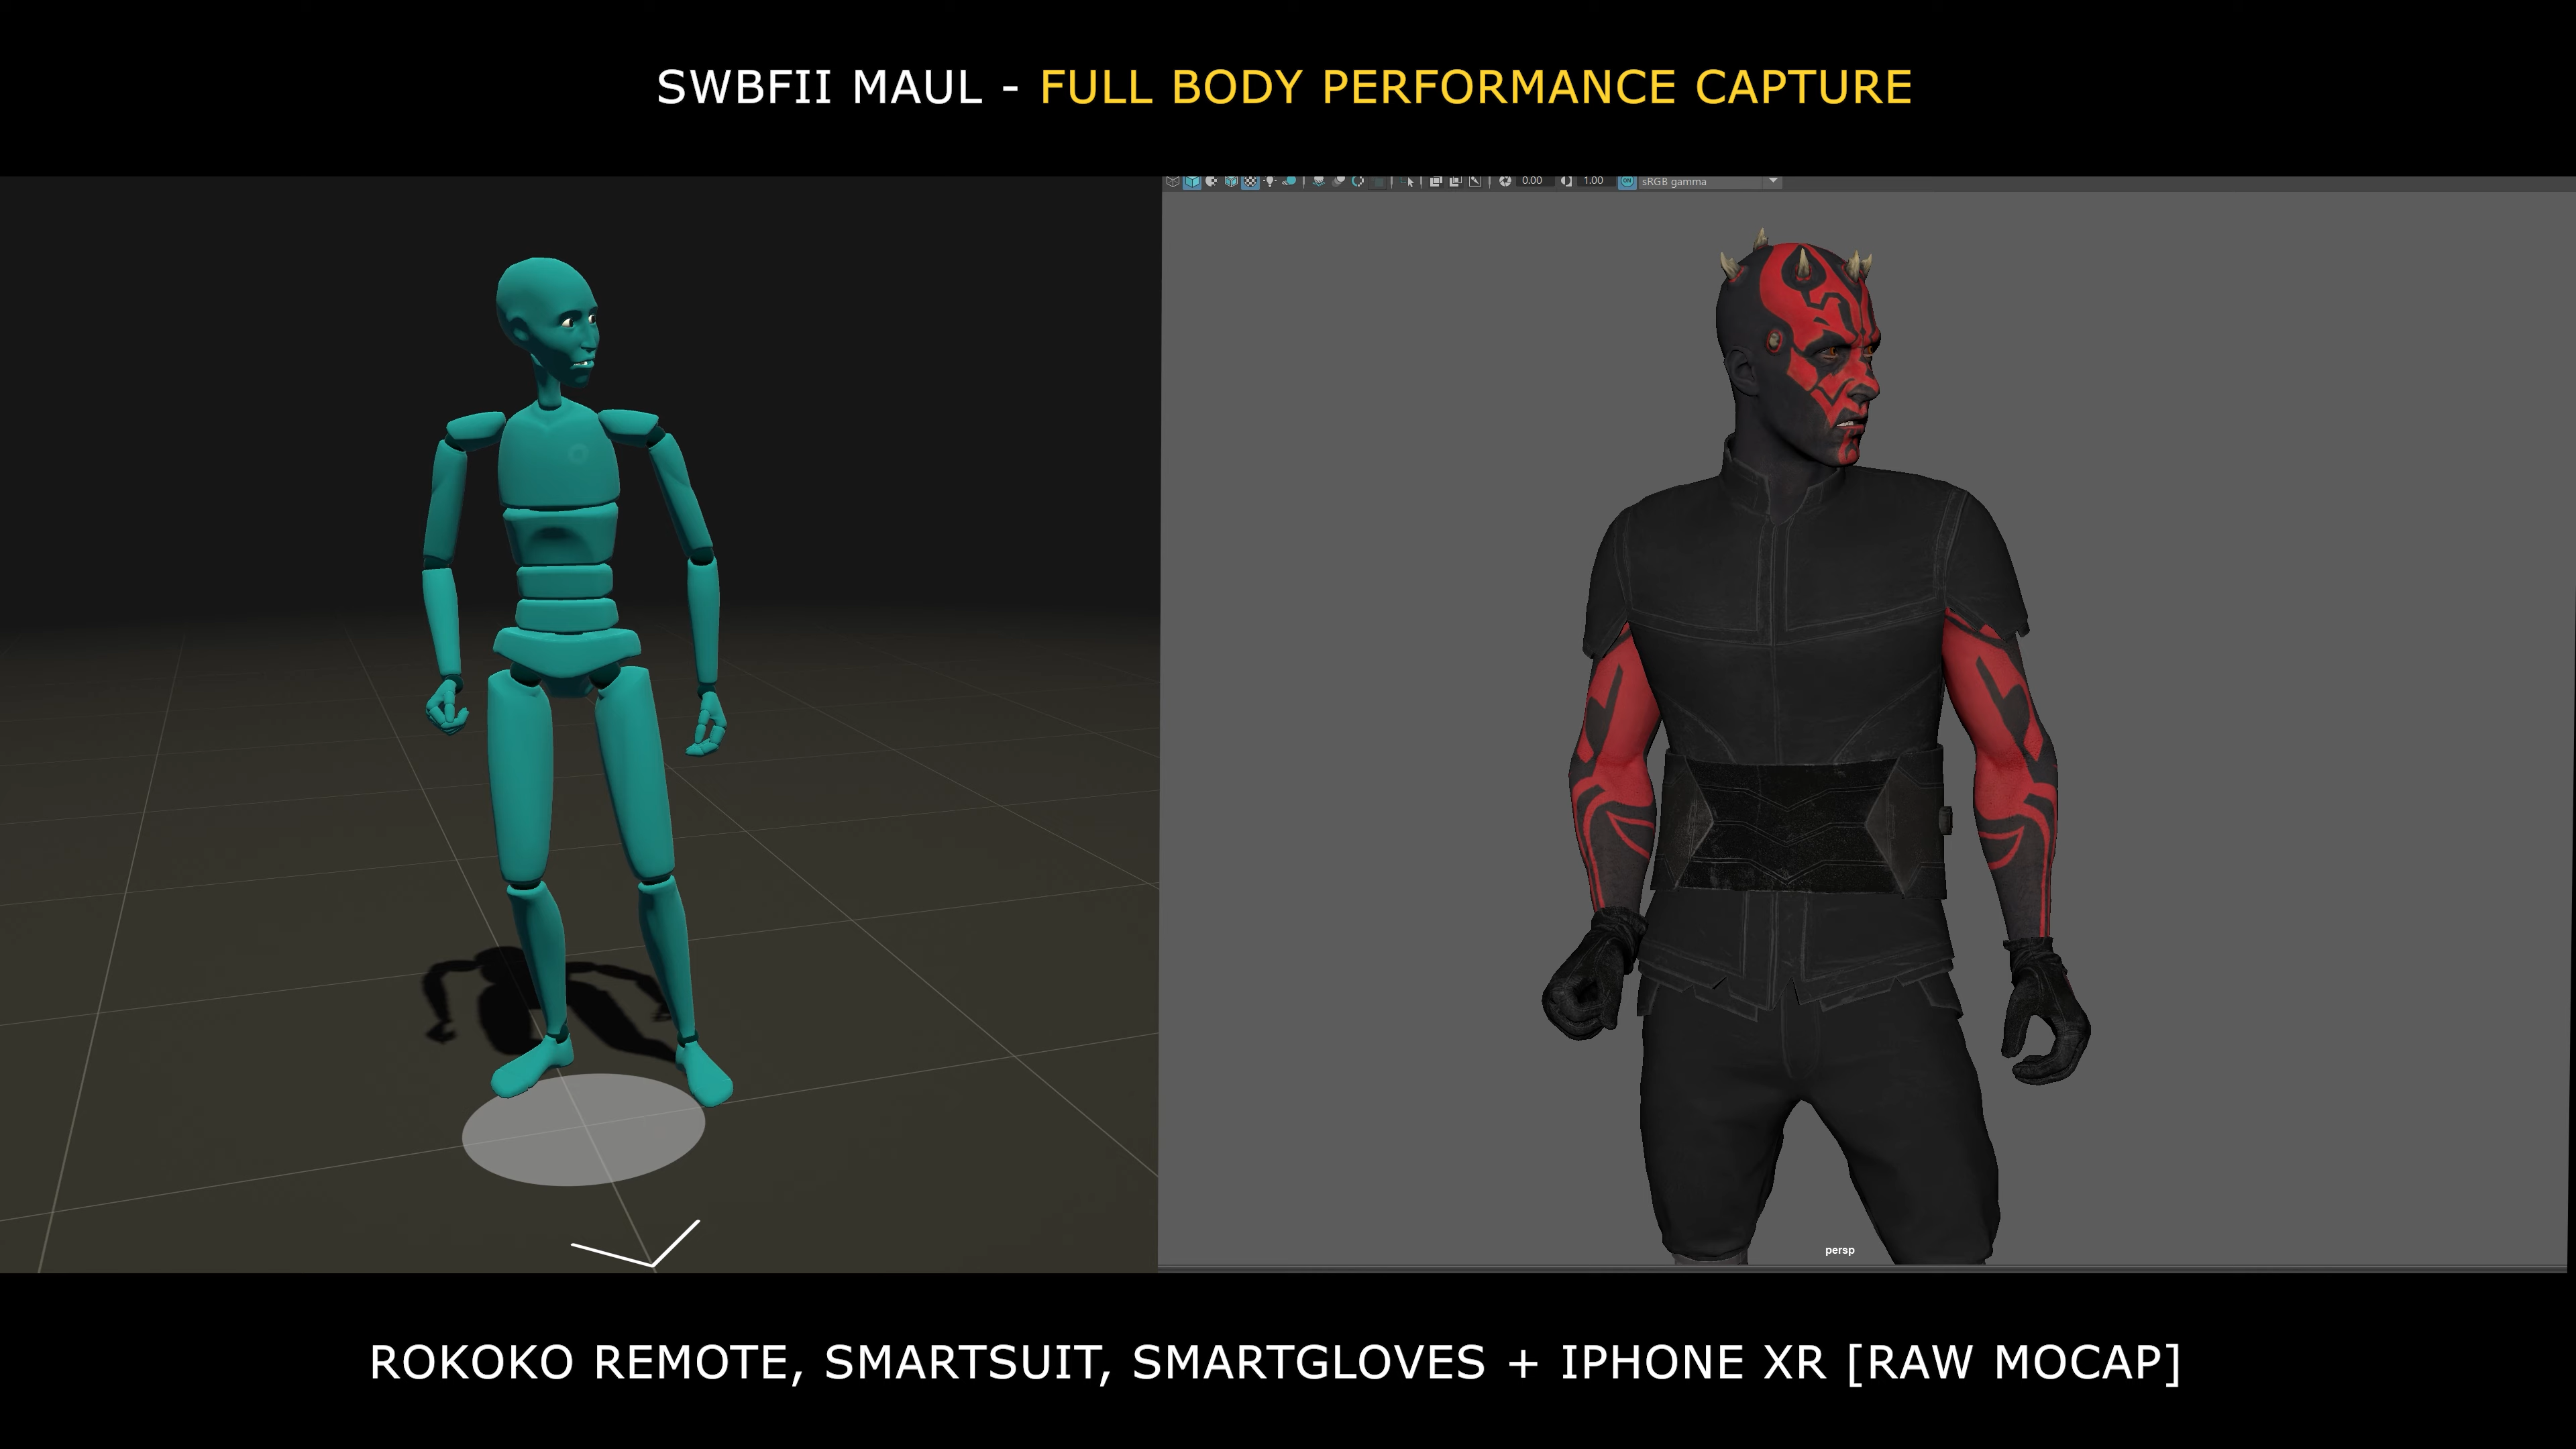 SWBFII MAUL - FULL BODY PERFORMANCE CAPTURE
0.00 1.00 sRGB gamma
persp
ROKOKO REMOTE, SMARTSUIT, SMARTGLOVES + IPHONE XR [RAW MOCAP]